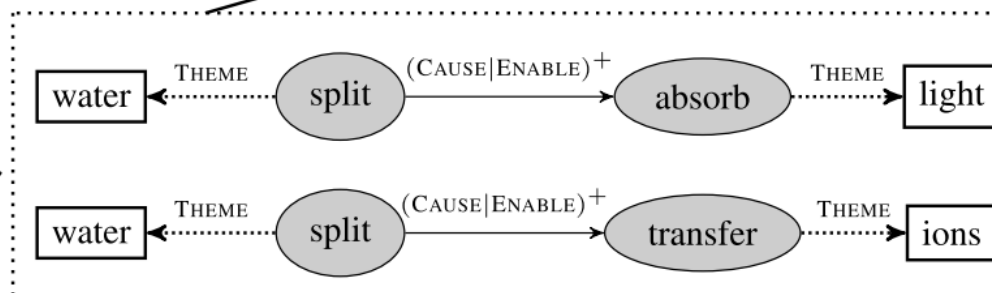 THEME (CAUSE|ENABLE)+ THEME
water split absorb light
THEME (CAUSE|ENABLE)+ THEME
water split transfer ions